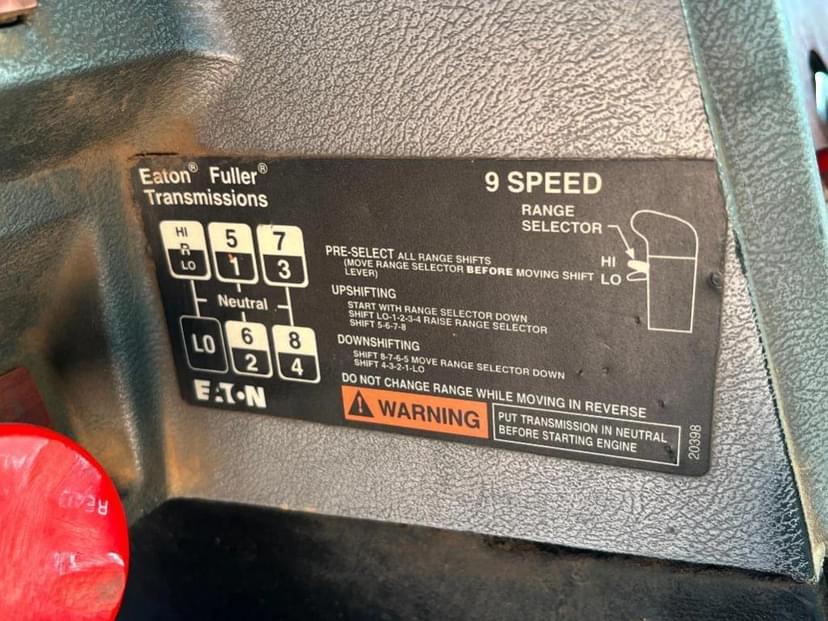 Eaton® Fuller®
Transmissions
9 SPEED
RANGE
SELECTOR
HI
LO
HI
R
LO
5
1
7
3
Neutral
LO
6
2
8
4
PRE-SELECT ALL RANGE SHIFTS
(MOVE RANGE SELECTOR BEFORE MOVING SHIFT
LEVER)
UPSHIFTING
START WITH RANGE SELECTOR DOWN
SHIFT LO-1-2-3-4 RAISE RANGE SELECTOR
SHIFT 5-6-7-8
DOWNSHIFTING
SHIFT 8-7-6-5 MOVE RANGE SELECTOR DOWN
SHIFT 4-3-2-1-LO
DO NOT CHANGE RANGE WHILE MOVING IN REVERSE
EATON
WARNING
PUT TRANSMISSION IN NEUTRAL
BEFORE STARTING ENGINE
20398